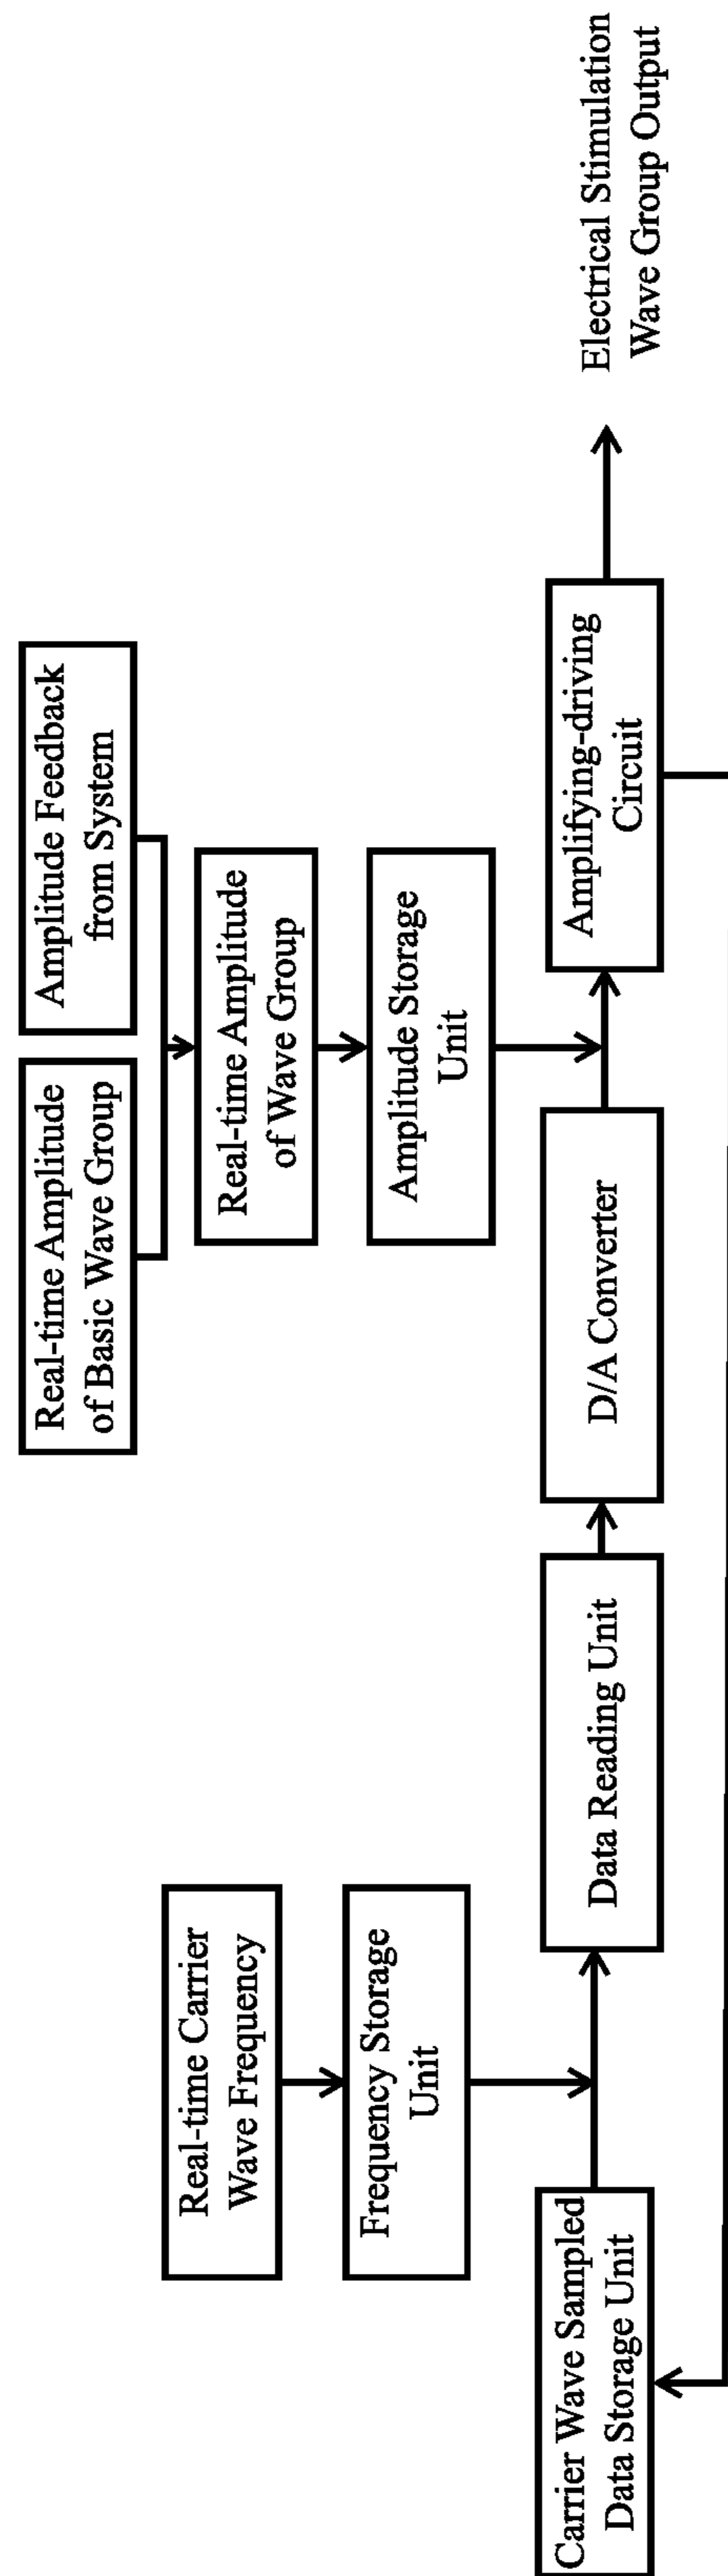 Real-time Amplitude
of Basic Wave Group
Amplitude Feedback
from System
Real-time Carrier
Wave Frequency
Real-time Amplitude
of Wave Group
Frequency Storage
Unit
Amplitude Storage
Unit
Carrier Wave Sampled
Data Storage Unit
Data Reading Unit
D/A Converter
Amplifying-driving
Circuit
Electrical Stimulation
Wave Group Output